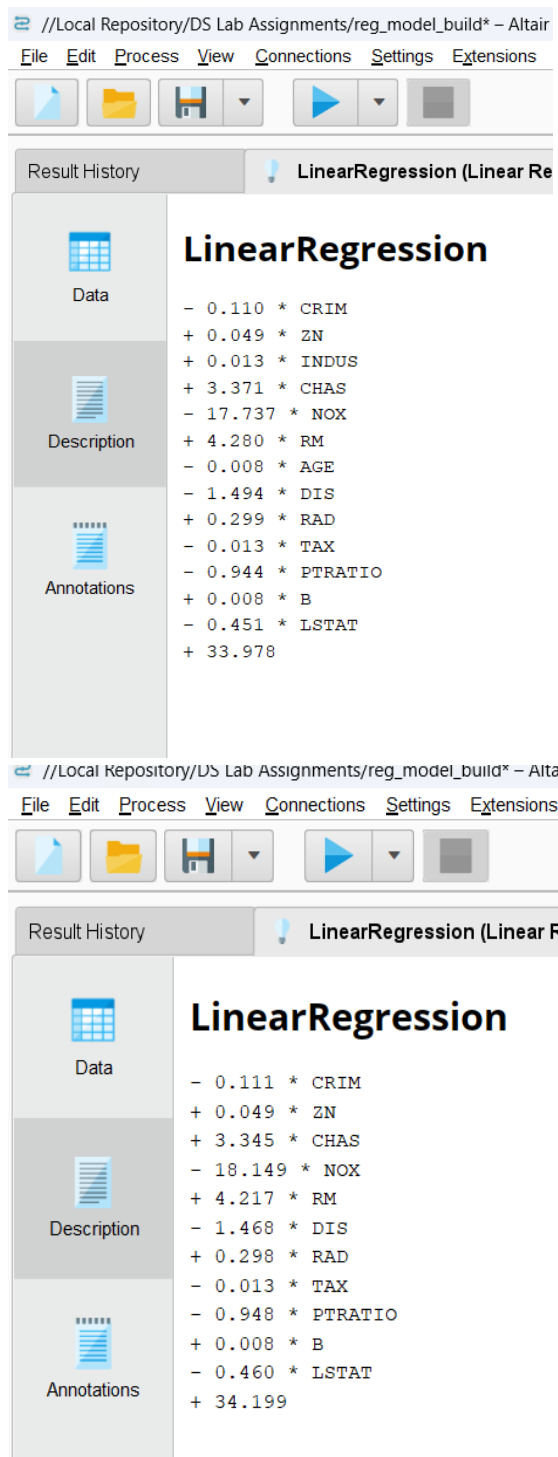 //Local Repository/DS Lab Assignments/reg_model_build* – Altair
File Edit Process View Connections Settings Extensions
Result History LinearRegression (Linear Re
Data
Description
Annotations
LinearRegression
- 0.110 * CRIM
+ 0.049 * ZN
+ 0.013 * INDUS
+ 3.371 * CHAS
- 17.737 * NOX
+ 4.280 * RM
- 0.008 * AGE
- 1.494 * DIS
+ 0.299 * RAD
- 0.013 * TAX
- 0.944 * PTRATIO
+ 0.008 * B
- 0.451 * LSTAT
+ 33.978
//Local Repository/DS Lab Assignments/reg_model_build* – Alta
File Edit Process View Connections Settings Extensions
Result History LinearRegression (Linear R
Data
Description
Annotations
LinearRegression
- 0.111 * CRIM
+ 0.049 * ZN
+ 3.345 * CHAS
- 18.149 * NOX
+ 4.217 * RM
- 1.468 * DIS
+ 0.298 * RAD
- 0.013 * TAX
- 0.948 * PTRATIO
+ 0.008 * B
- 0.460 * LSTAT
+ 34.199